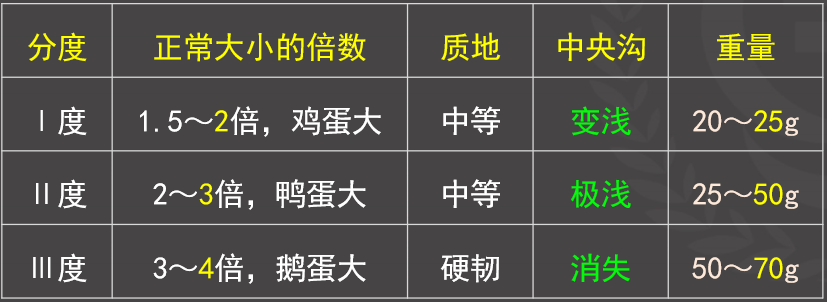 分度 正常大小的倍数 质地 中央沟 重量
Ⅰ度 1.5～2倍，鸡蛋大 中等 变浅 20～25g
Ⅱ度 2～3倍，鸭蛋大 中等 极浅 25～50g
Ⅲ度 3～4倍，鹅蛋大 硬韧 消失 50～70g